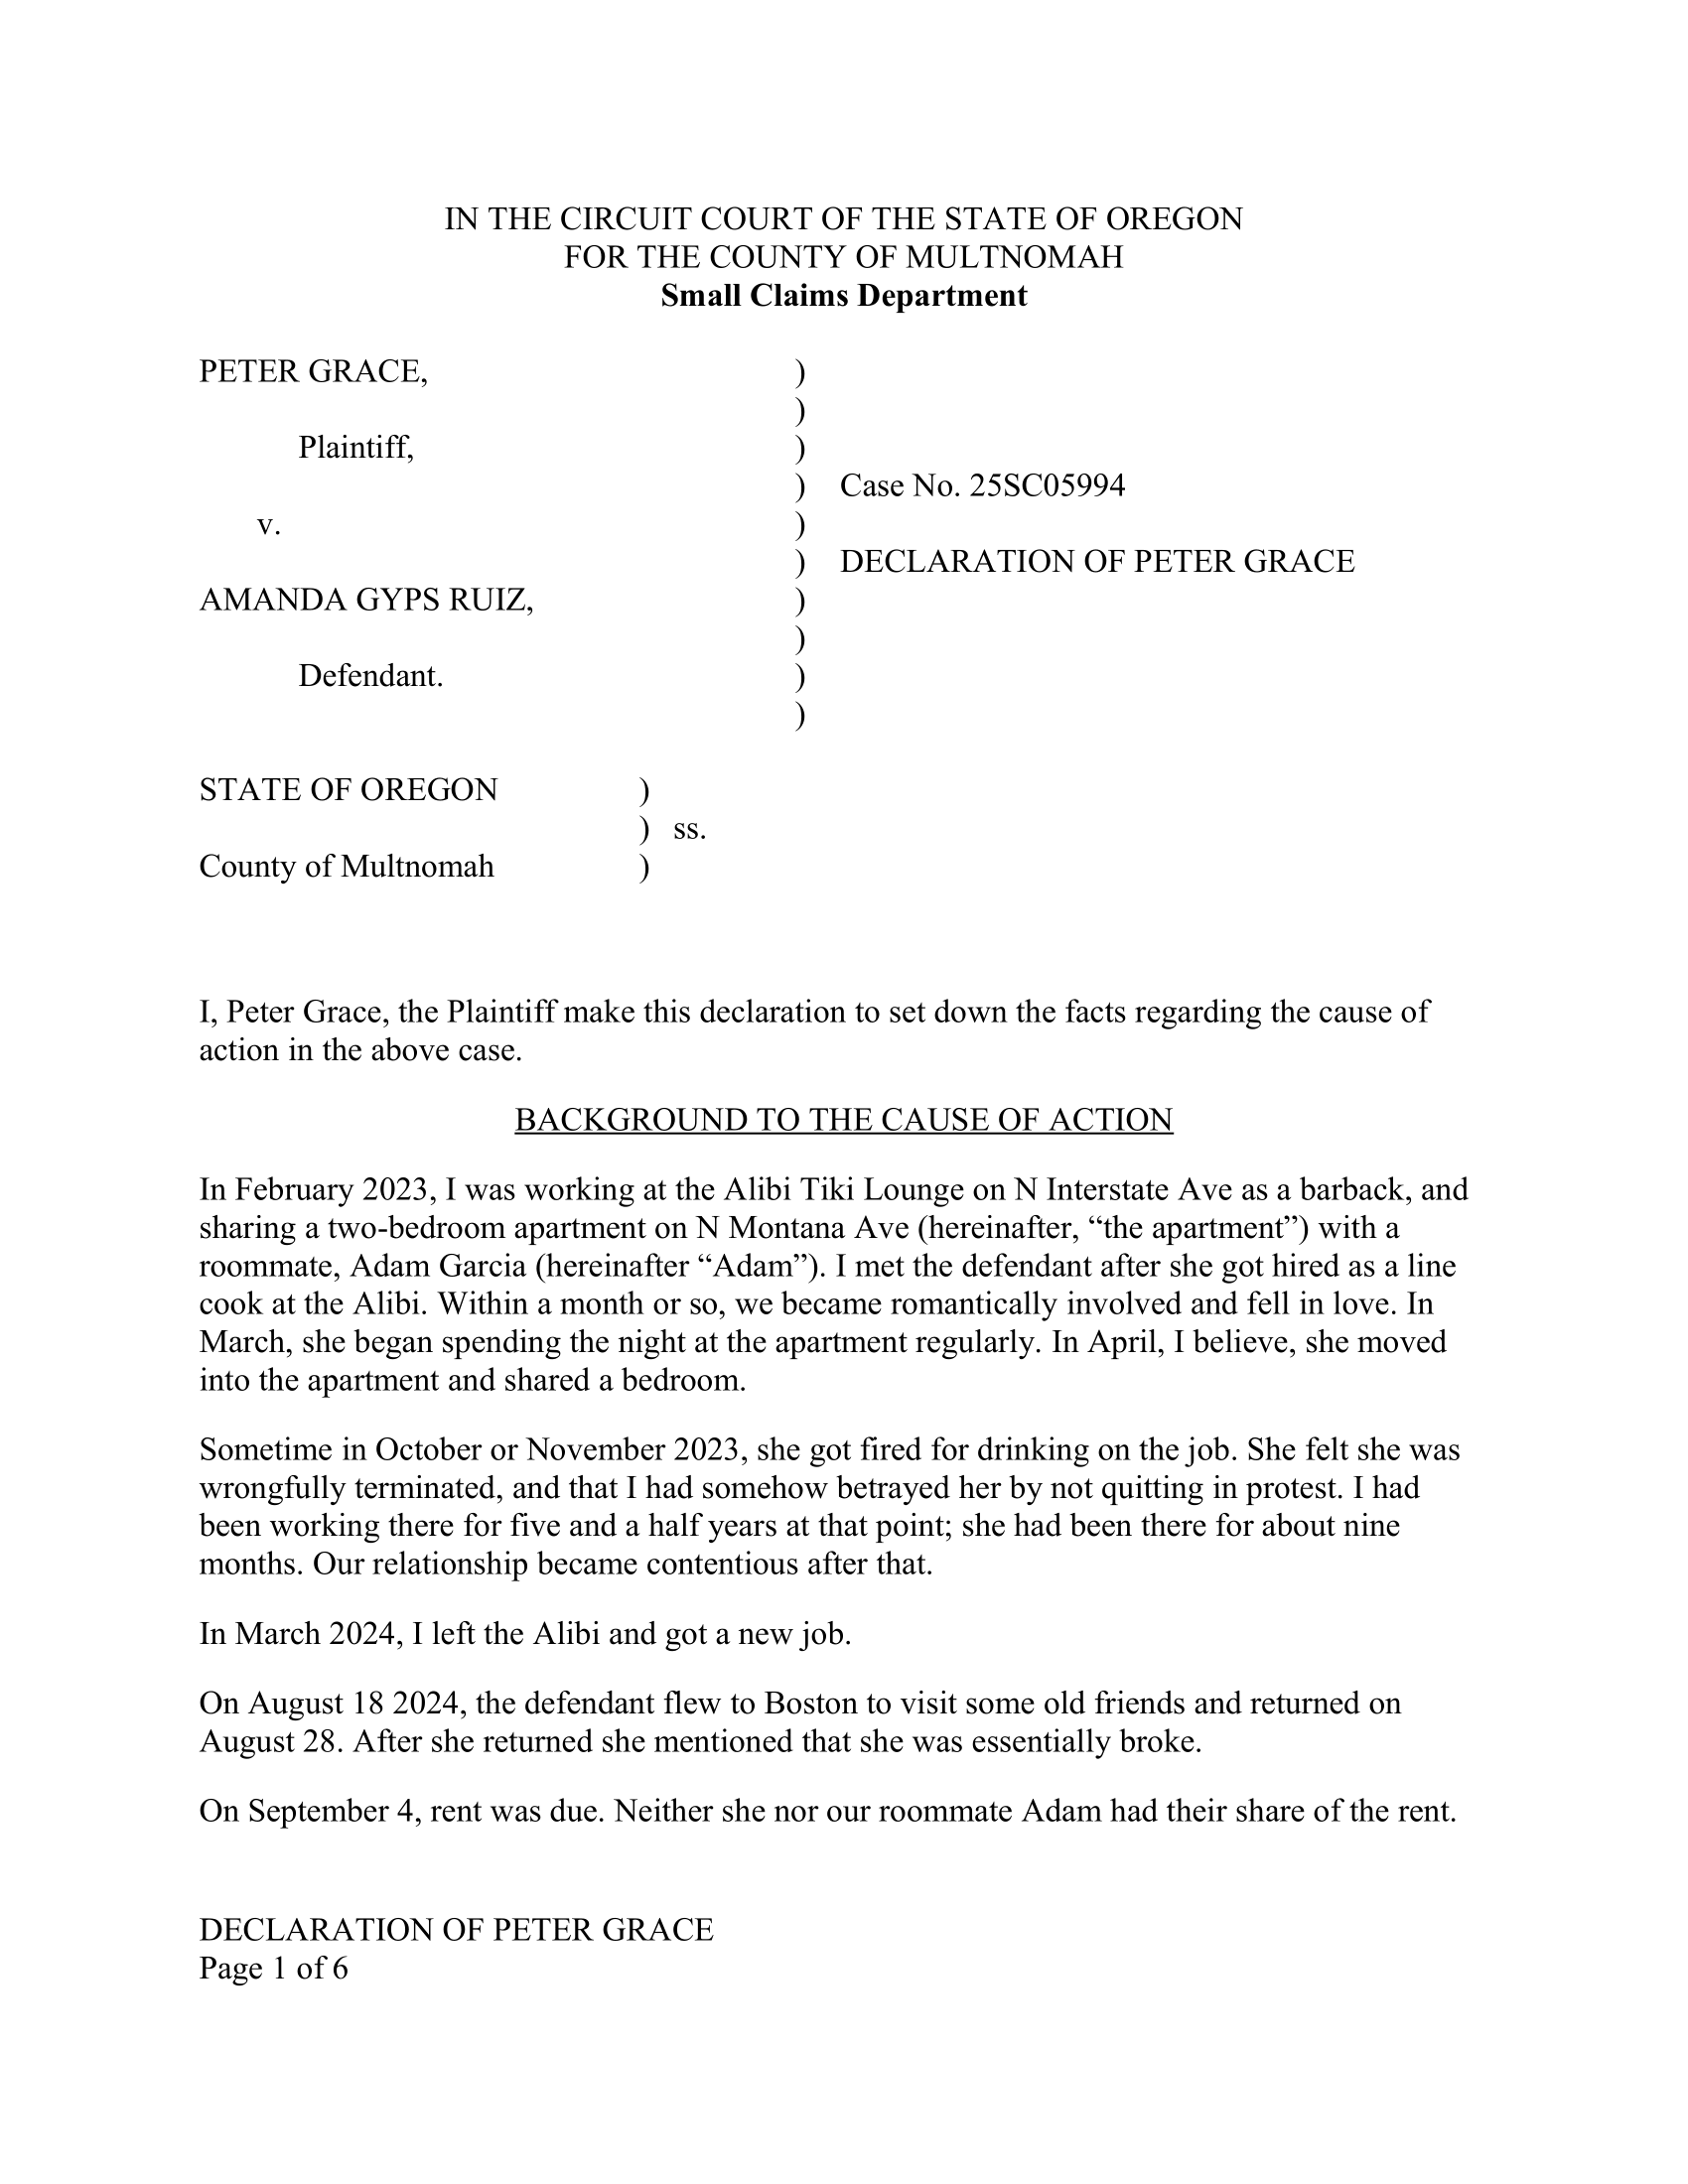 IN THE CIRCUIT COURT OF THE STATE OF OREGON
FOR THE COUNTY OF MULTNOMAH
Small Claims Department
PETER GRACE, )
)
Plaintiff, )
) Case No. 25SC05994
v. )
) DECLARATION OF PETER GRACE
AMANDA GYPS RUIZ, )
)
Defendant. )
)
STATE OF OREGON )
) ss.
County of Multnomah )
I, Peter Grace, the Plaintiff make this declaration to set down the facts regarding the cause of
action in the above case.
BACKGROUND TO THE CAUSE OF ACTION
In February 2023, I was working at the Alibi Tiki Lounge on N Interstate Ave as a barback, and
sharing a two-bedroom apartment on N Montana Ave (hereinafter, “the apartment”) with a
roommate, Adam Garcia (hereinafter “Adam”). I met the defendant after she got hired as a line
cook at the Alibi. Within a month or so, we became romantically involved and fell in love. In
March, she began spending the night at the apartment regularly. In April, I believe, she moved
into the apartment and shared a bedroom.
Sometime in October or November 2023, she got fired for drinking on the job. She felt she was
wrongfully terminated, and that I had somehow betrayed her by not quitting in protest. I had
been working there for five and a half years at that point; she had been there for about nine
months. Our relationship became contentious after that.
In March 2024, I left the Alibi and got a new job.
On August 18 2024, the defendant flew to Boston to visit some old friends and returned on
August 28. After she returned she mentioned that she was essentially broke.
On September 4, rent was due. Neither she nor our roommate Adam had their share of the rent.
DECLARATION OF PETER GRACE
Page 1 of 6